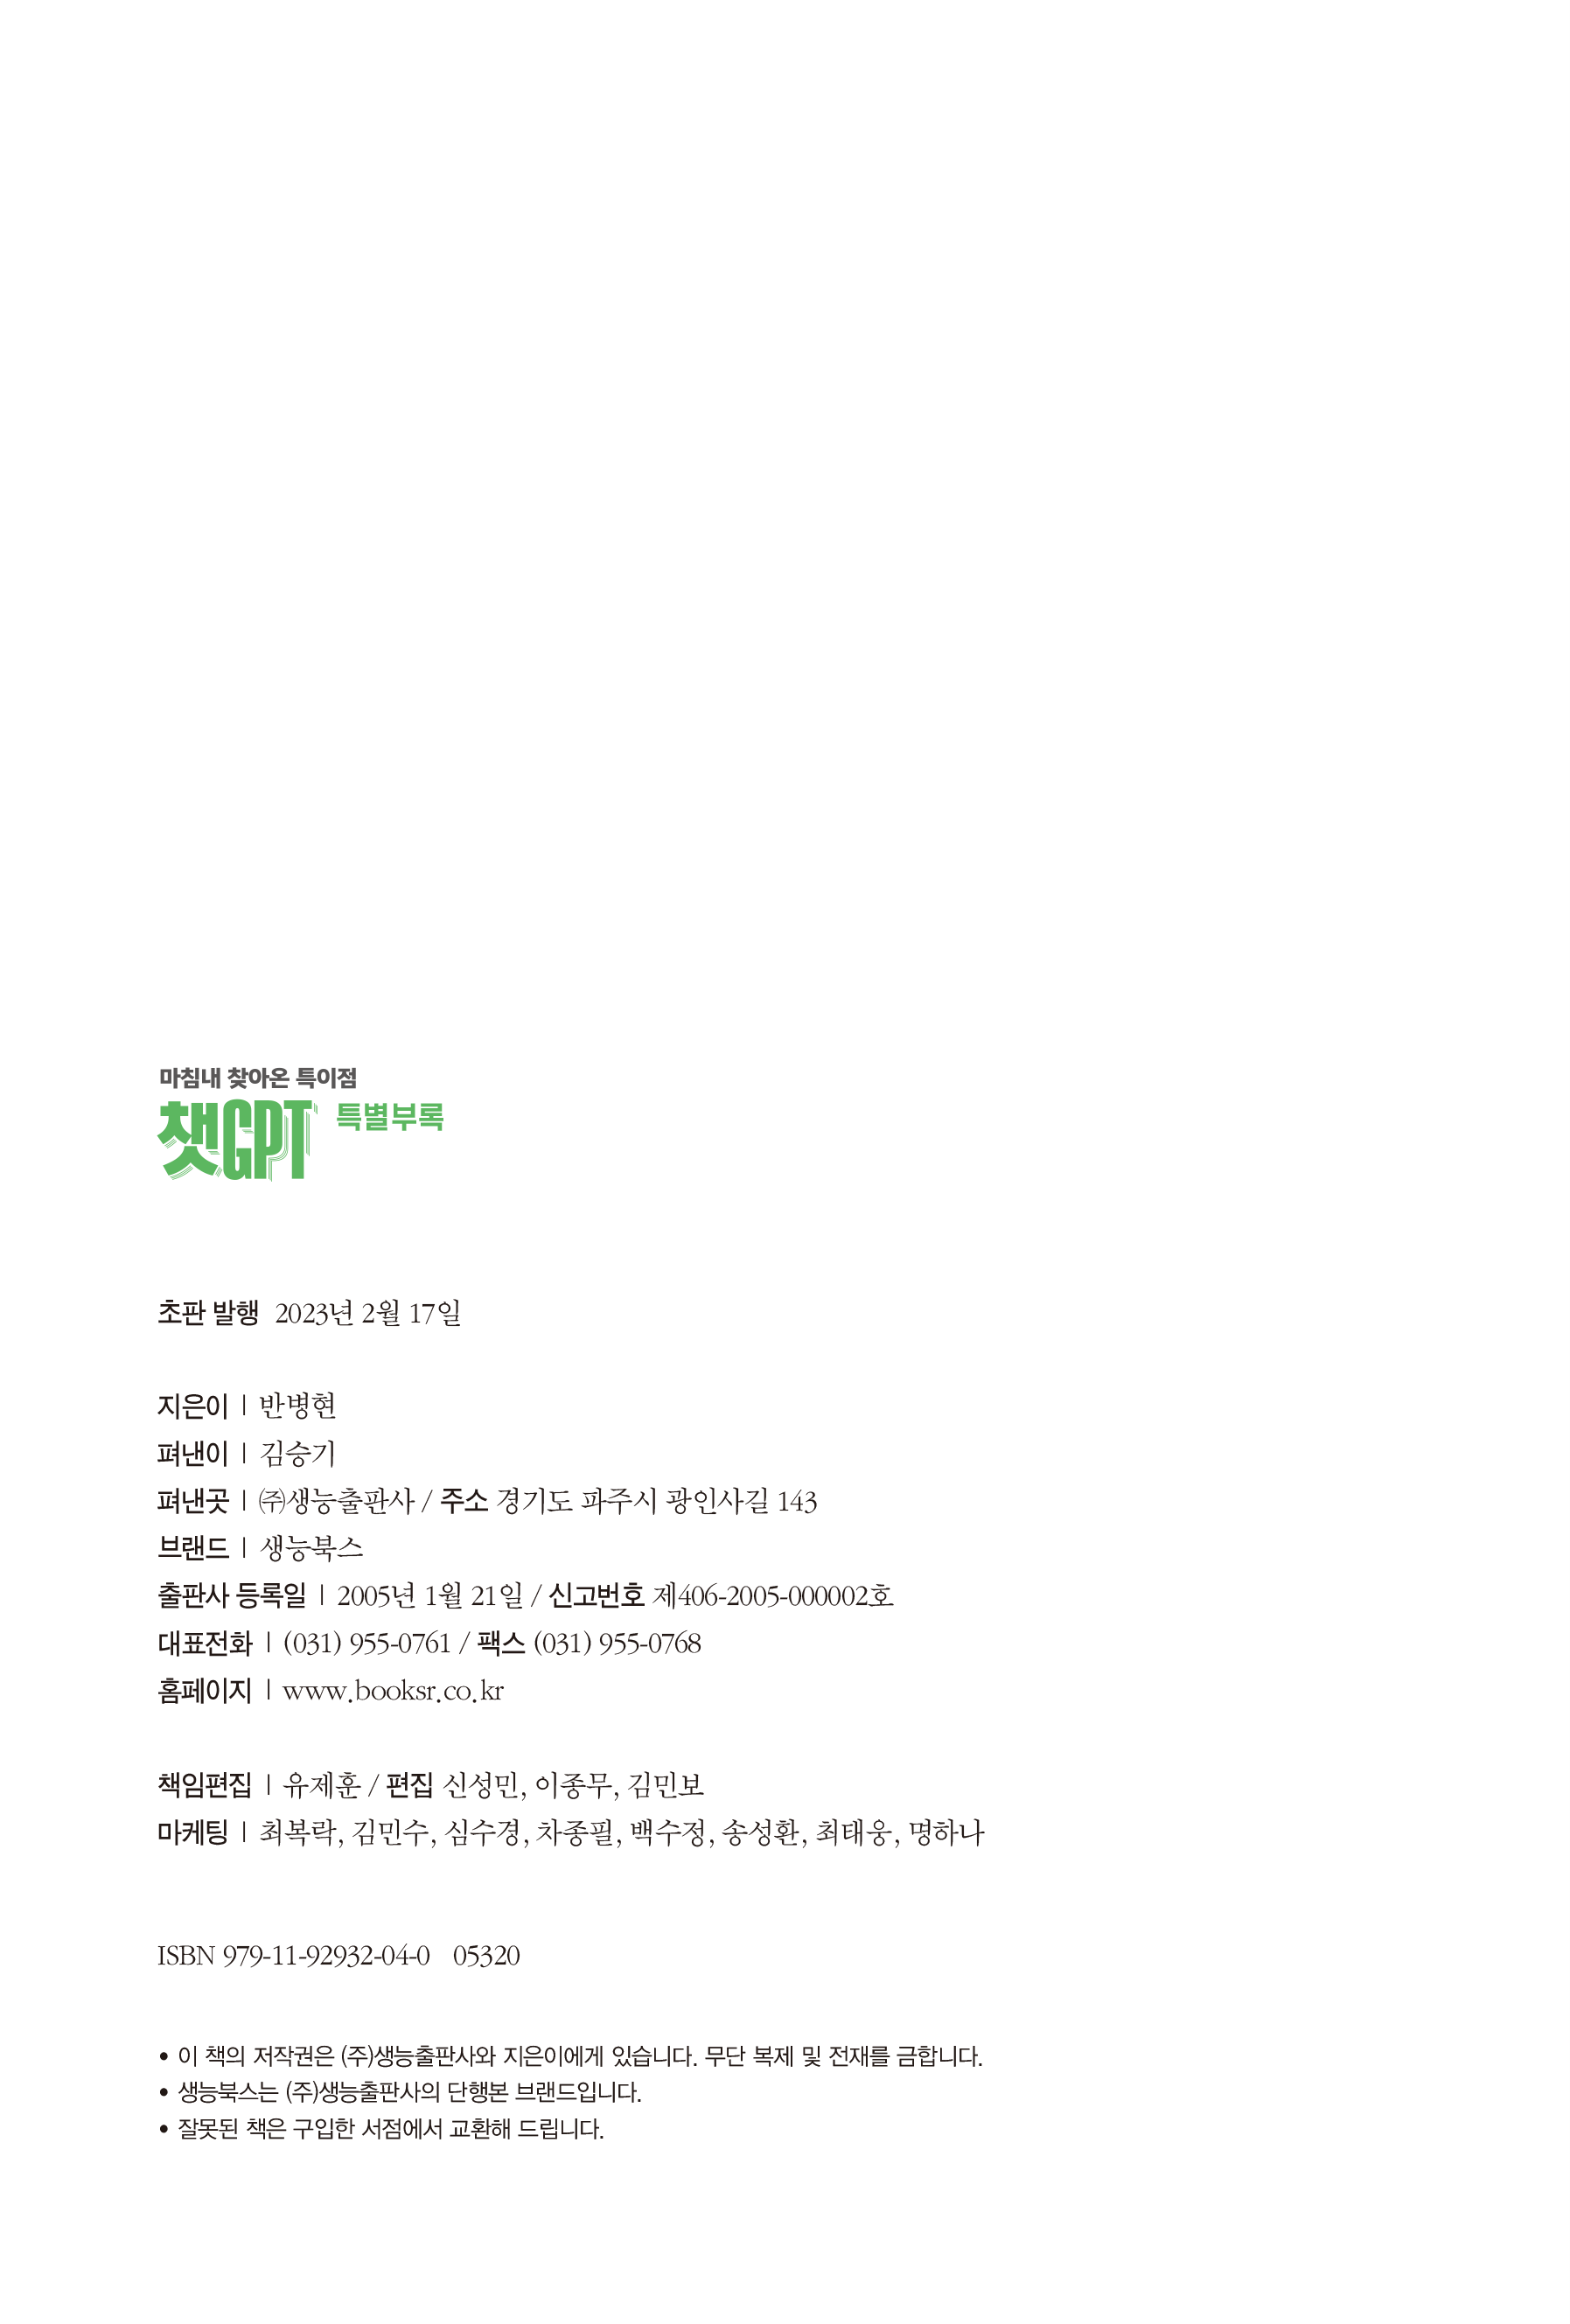 마침내 찾아온 특이점
챗GPT 특별부록
초판 발행 2023년 2월 17일
지은이 | 반병현
펴낸이 | 김승기
펴낸곳 | ㈜생능출판사 / 주소 경기도 파주시 광인사길 143
브랜드 | 생능북스
출판사 등록일 | 2005년 1월 21일 / 신고번호 제406-2005-000002호
대표전화 | (031) 955-0761 / 팩스 (031) 955-0768
홈페이지 | www.booksr.co.kr
책임편집 | 유제훈 / 편집 신성민, 이종무, 김민보
마케팅 | 최복락, 김민수, 심수경, 차종필, 백수정, 송성환, 최태웅, 명하나
ISBN 979-11-92932-04-0 05320
• 이 책의 저작권은 (주)생능출판사와 지은이에게 있습니다. 무단 복제 및 전재를 금합니다.
• 생능북스는 (주)생능출판사의 단행본 브랜드입니다.
• 잘못된 책은 구입한 서점에서 교환해 드립니다.